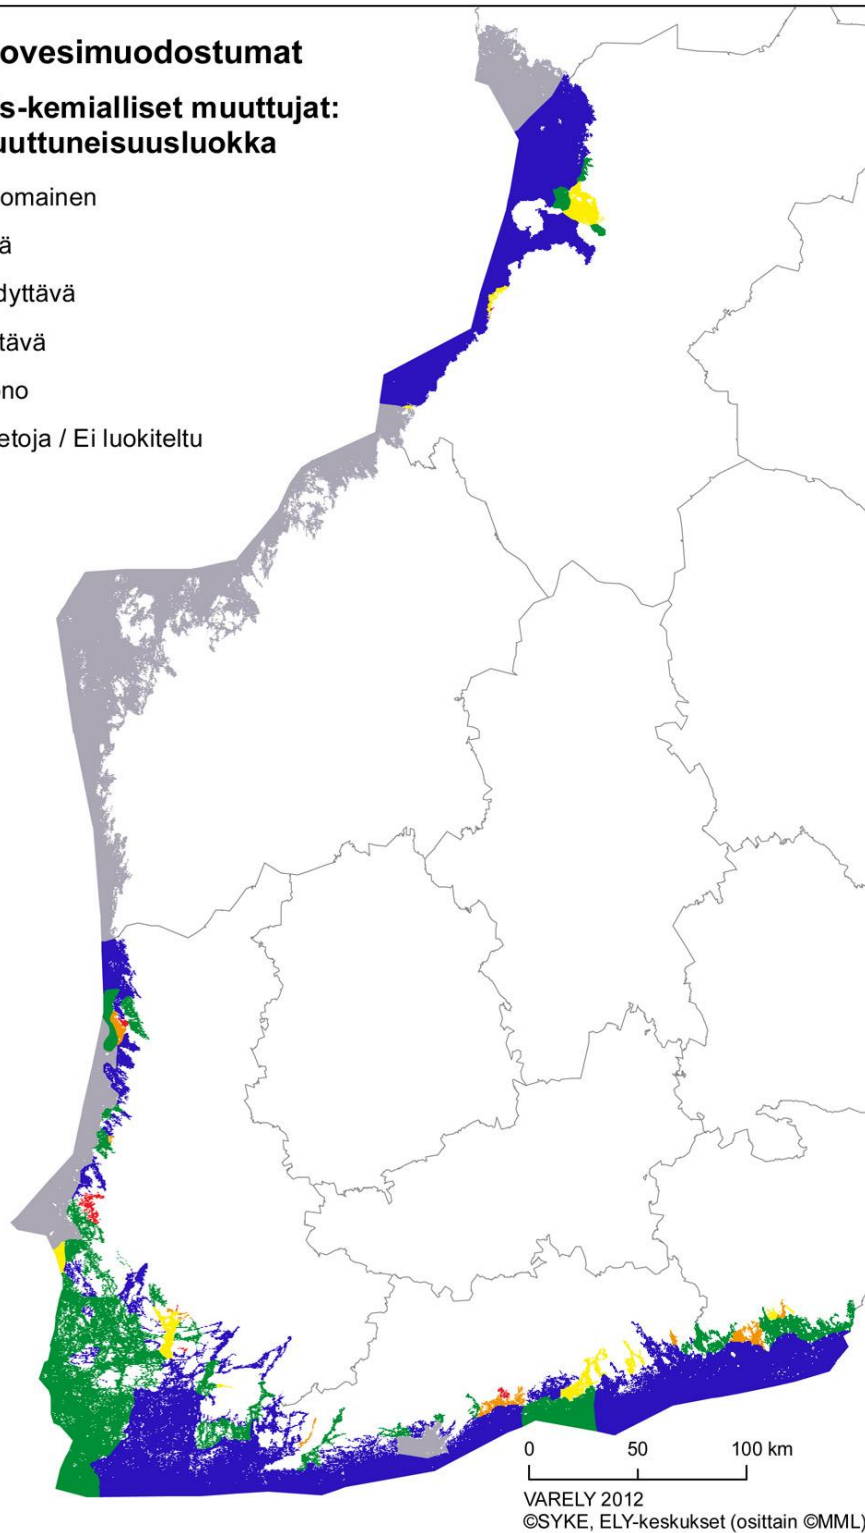 ovesimuodostumat
s-kemialliset muuttujat:
uuttuneisuusluokka
omainen
ä
dyttävä
tävä
no
etoja / Ei luokiteltu
0 50 100 km
VARELY 2012
©SYKE, ELY-keskukset (osittain ©MML)